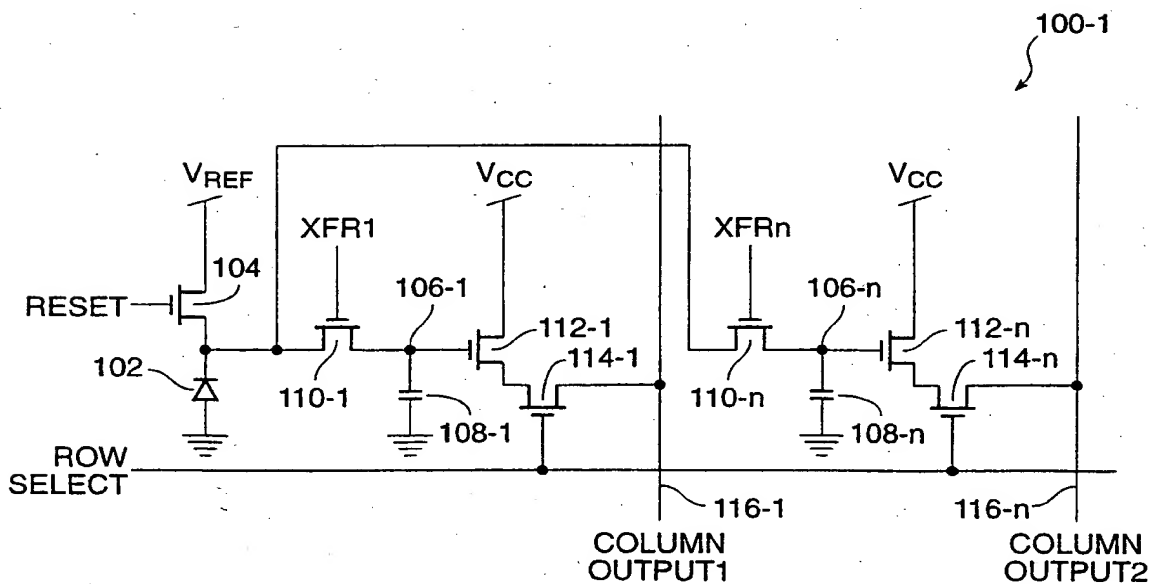 100-1
VREF
VCC
VCC
XFR1
XFRn
104
106-1
106-n
RESET
112-1
112-n
102
114-1
114-n
110-1
110-n
108-1
108-n
ROW
SELECT
116-1
116-n
COLUMN
OUTPUT1
COLUMN
OUTPUT2